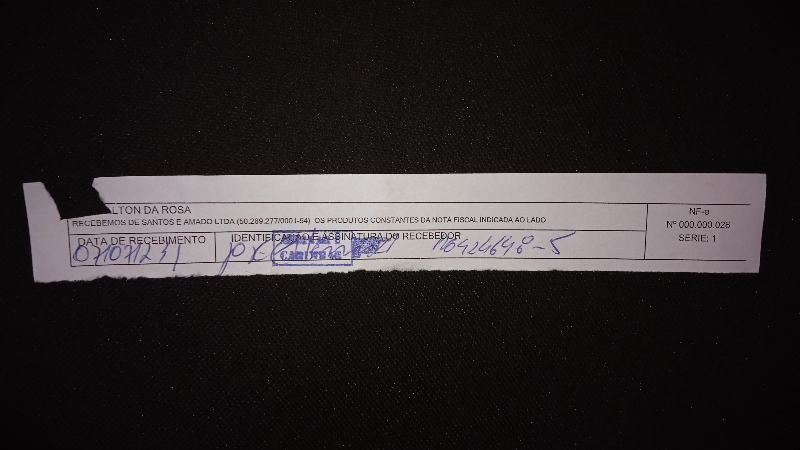 LTON DA ROSA
RECEBEMOS DE SANTOS E AMADO LTDA (50.289.277/0001-54) OS PRODUTOS CONSTANTES DA NOTA FISCAL INDICADA AO LADO
DATA DE RECEBIMENTO
07/07/23
IDENTIFICAÇÃO E ASSINATURA DO RECEBEDOR
NF-e
Nº 000.000.026
SERIE: 1